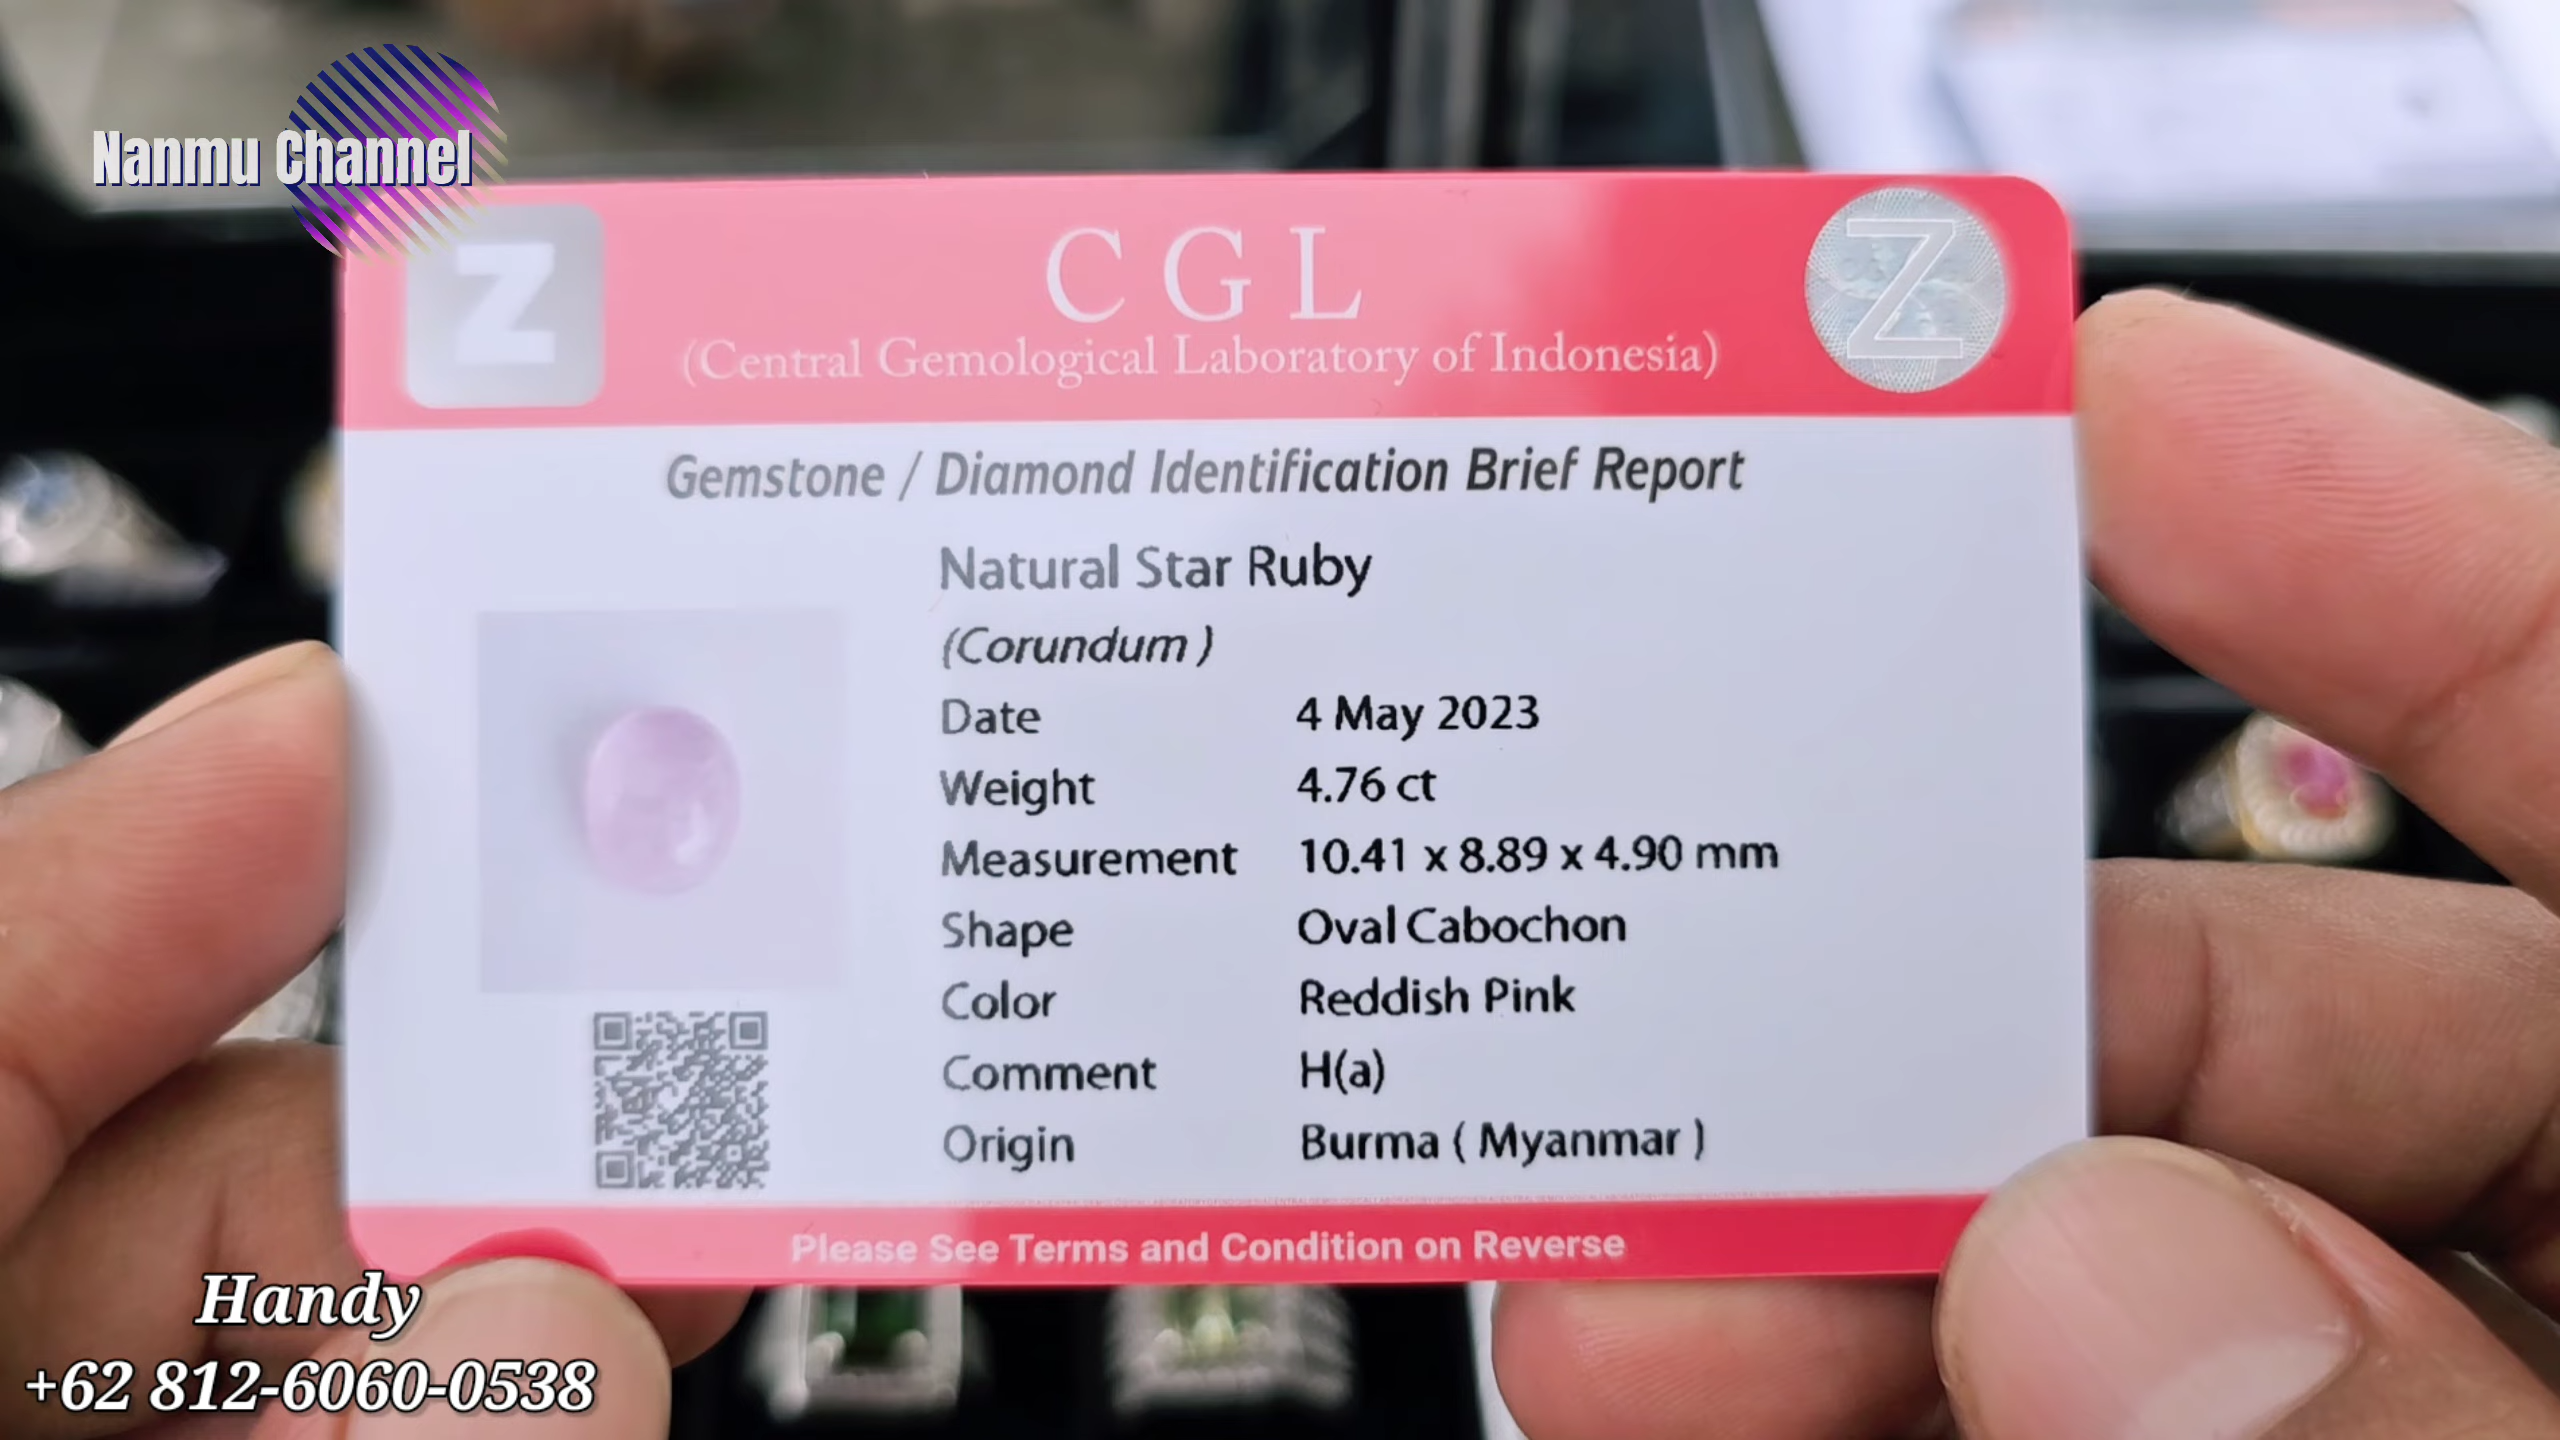 Nanmu Channel
Z
C G L
Z
(Central Gemological Laboratory of Indonesia)
Gemstone / Diamond Identification Brief Report
Natural Star Ruby
(Corundum )
Date 4 May 2023
Weight 4.76 ct
Measurement 10.41 x 8.89 x 4.90 mm
Shape Oval Cabochon
Color Reddish Pink
Comment H(a)
Origin Burma ( Myanmar )
Please See Terms and Condition on Reverse
Handy
+62 812-6060-0538